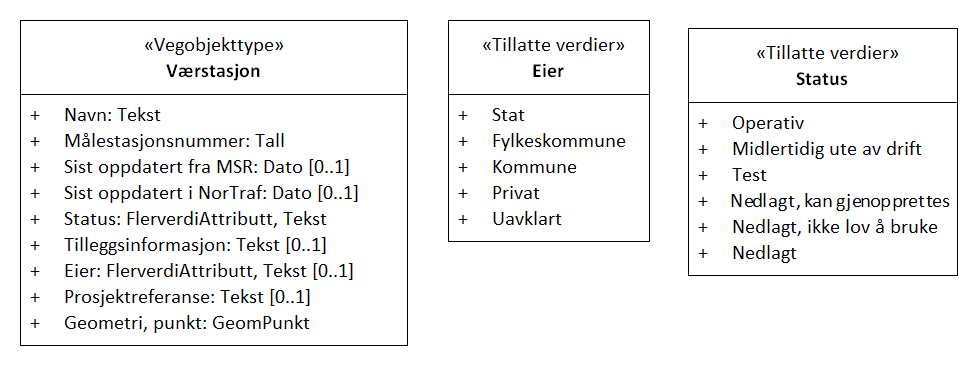 «Vegobjekttype»
Værstasjon
+ Navn: Tekst
+ Målestasjonsnummer: Tall
+ Sist oppdatert fra MSR: Dato [0..1]
+ Sist oppdatert i NorTraf: Dato [0..1]
+ Status: FlerverdiAttributt, Tekst
+ Tilleggsinformasjon: Tekst [0..1]
+ Eier: FlerverdiAttributt, Tekst [0..1]
+ Prosjektreferanse: Tekst [0..1]
+ Geometri, punkt: GeomPunkt
«Tillatte verdier»
Eier
+ Stat
+ Fylkeskommune
+ Kommune
+ Privat
+ Uavklart
«Tillatte verdier»
Status
+ Operativ
+ Midlertidig ute av drift
+ Test
+ Nedlagt, kan gjenopprettes
+ Nedlagt, ikke lov å bruke
+ Nedlagt